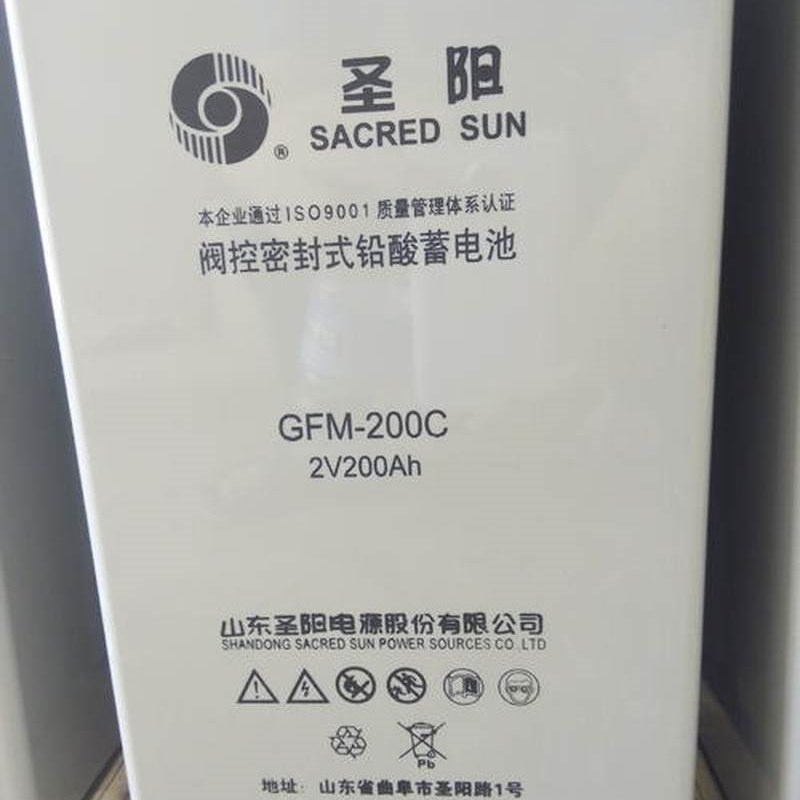 圣阳
®
SACRED SUN
本企业通过ISO9001质量管理体系认证
阀控密封式铅酸蓄电池
GFM-200C
2V200Ah
山东圣阳电源股份有限公司
SHANDONG SACRED SUN POWER SOURCES CO.LTD
Pb
地址: 山东省曲阜市圣阳路1号